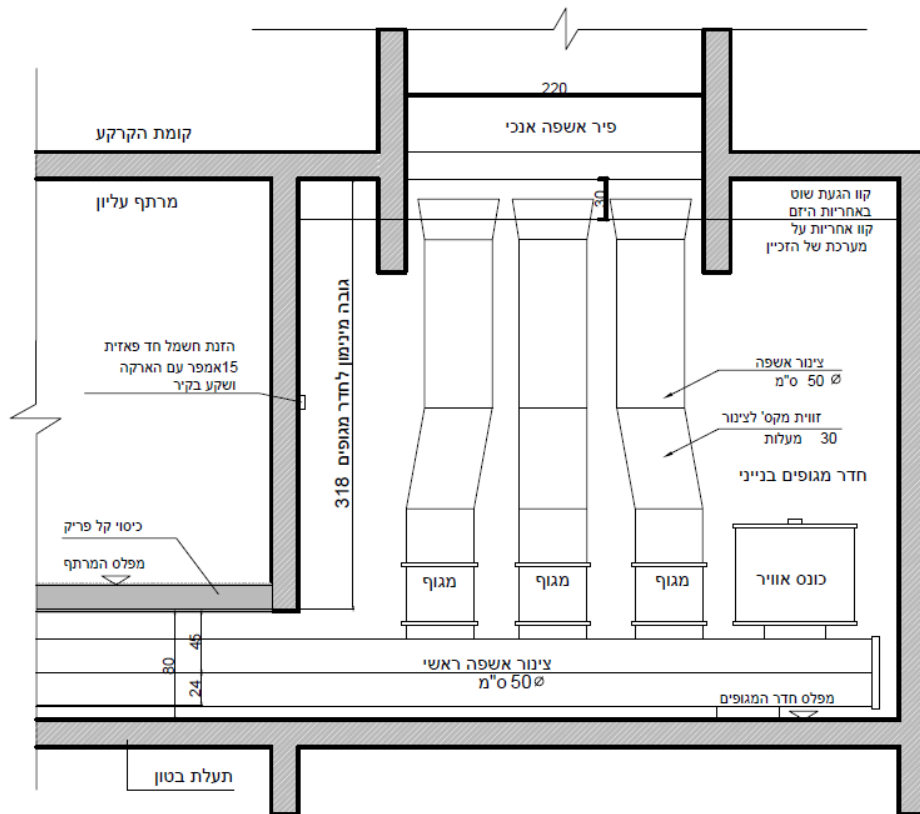 220
פיר אשפה אנכי
קומת הקרקע
מרתף עליון
30
קוו הגעת שוט
באחריות היזם
קוו אחריות על
מערכת של הזכיין
גובה מינימון לחדר מגופים 318
הזנת חשמל חד פאזית
15אמפר עם הארקה
ושקע בקיר
צינור אשפה
Ø 50 ס"מ
זווית מקס' לצינור
30 מעלות
חדר מגופים בנייני
כיסוי קל פריק
מפלס המרתף
מגוף
מגוף
מגוף
כונס אוויר
45
80
24
צינור אשפה ראשי
Ø50 ס"מ
מפלס חדר המגופים
תעלת בטון